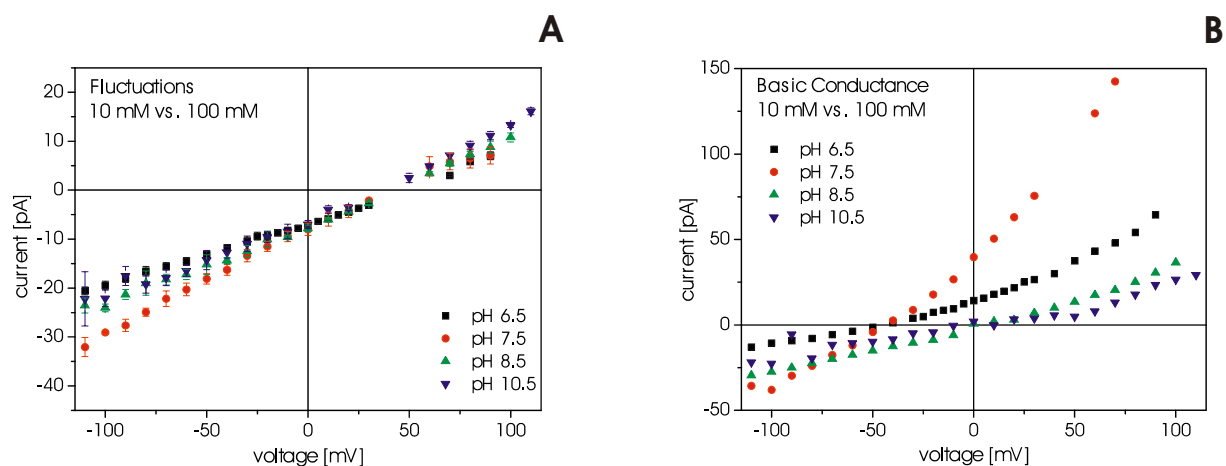 A
Fluctuations
10 mM vs. 100 mM
20
10
0
-10
-20
-30
-40
current [pA]
pH 6.5
pH 7.5
pH 8.5
pH 10.5
-100
-50
0
50
100
voltage [mV]
B
Basic Conductance
10 mM vs. 100 mM
pH 6.5
pH 7.5
pH 8.5
pH 10.5
150
100
50
0
-50
current [pA]
-100
-50
0
50
100
voltage [mV]